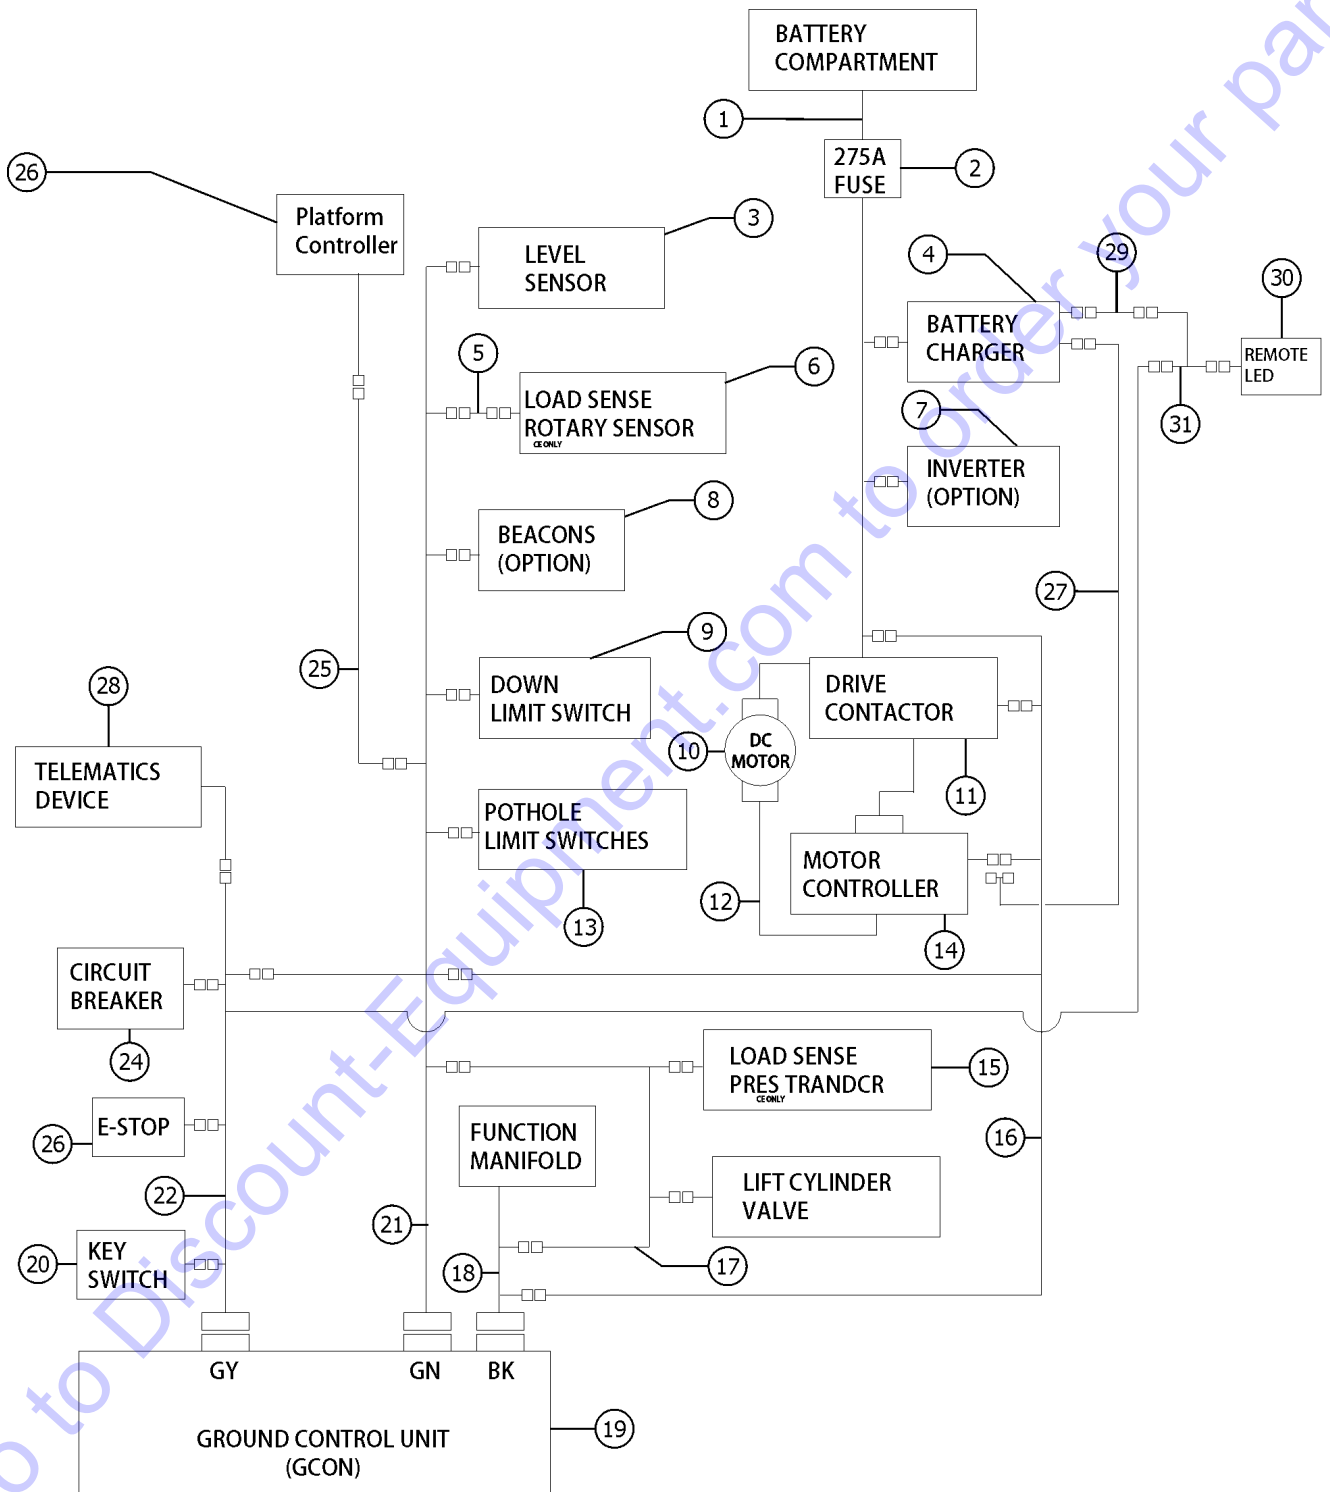 BATTERY
COMPARTMENT
1
275A
FUSE
2
26
Platform
Controller
3
LEVEL
SENSOR
4
29
30
BATTERY
CHARGER
REMOTE
LED
5
6
LOAD SENSE
ROTARY SENSOR
CE ONLY
7
31
INVERTER
(OPTION)
8
BEACONS
(OPTION)
27
9
25
DOWN
LIMIT SWITCH
DRIVE
CONTACTOR
28
10
DC
MOTOR
TELEMATICS
DEVICE
11
POTHOLE
LIMIT SWITCHES
MOTOR
CONTROLLER
12
13
14
CIRCUIT
BREAKER
24
LOAD SENSE
PRES TRANDCR
CE ONLY
15
E-STOP
26
FUNCTION
MANIFOLD
16
22
LIFT CYLINDER
VALVE
21
KEY
SWITCH
20
18
17
GY
GN
BK
GROUND CONTROL UNIT
(GCON)
19
o to Discount-Equipment.com to order your par